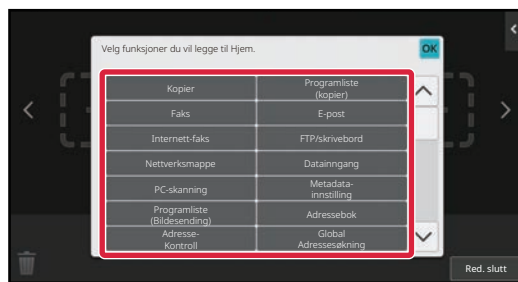 Velg funksjoner du vil legge til Hjem.
OK
Kopier
Programliste
(kopier)
Faks
E-post
Internett-faks
FTP/skrivebord
Nettverksmappe
Datainngang
PC-skanning
Metadata-
innstilling
Programliste
(Bildesending)
Adressebok
Adresse-
Kontroll
Global
Adressesøkning
Red. slutt